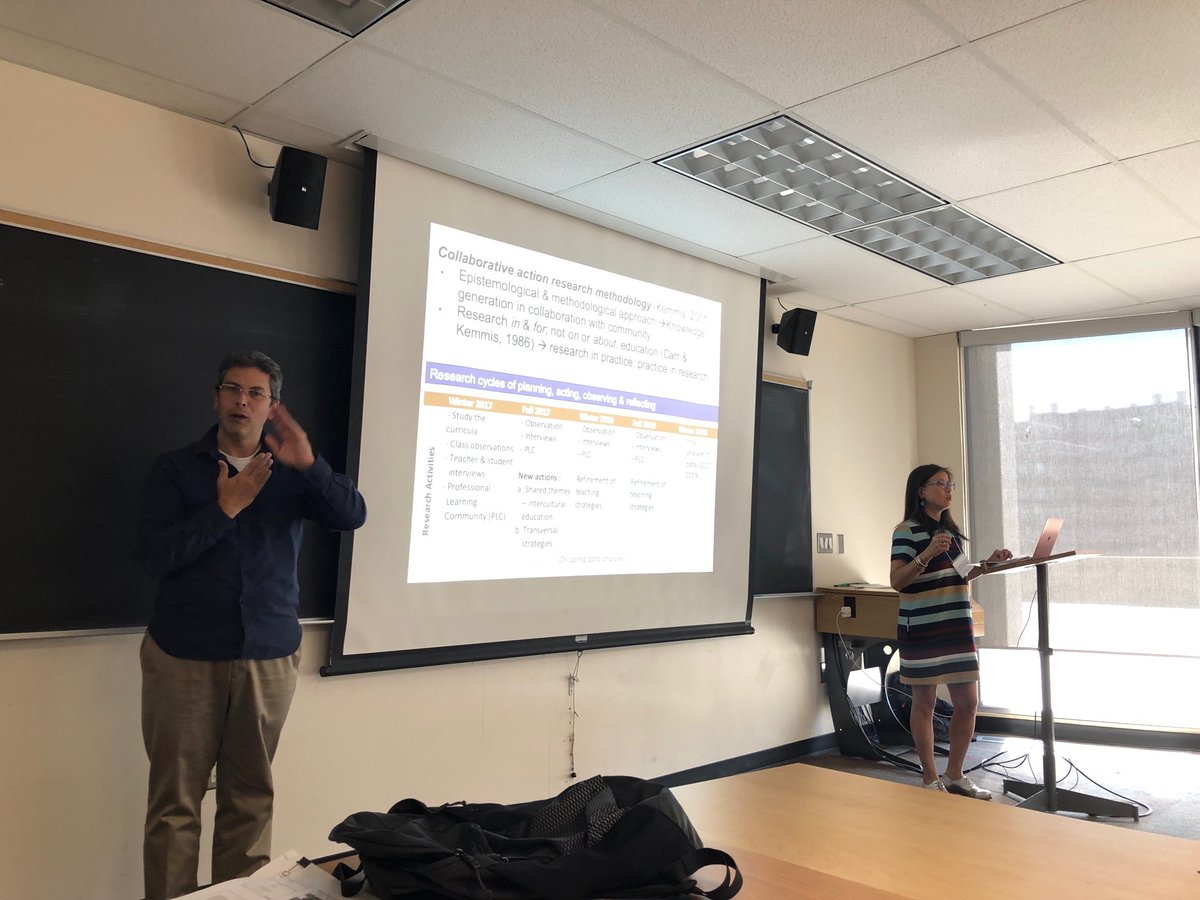 Collaborative action research methodology (Kemmis,
• Epistemological & methodological approach →Knowledge
generation in collaboration with community
• Research in & for, not on or about, education (Carr &
Kemmis, 1986) → research in practice, practice in research
Research cycles of planning, acting, observing & reflecting
Research Activities
Winter 2017
- Study the
curricula
- Class observations
- Teacher & student
interviews
- Professional
Learning
Community (PLC)
Fall 2017
- Observation
- Interviews
- PLC
New actions
a. Shared themes
– intercultural
education
b. Transversal
strategies
Winter
- Observation
- Interviews
- PLC
Refinement of
teaching
strategies
Fall
- Observation
- Interviews
- PLC
Refinement of
teaching
strategies
Winter